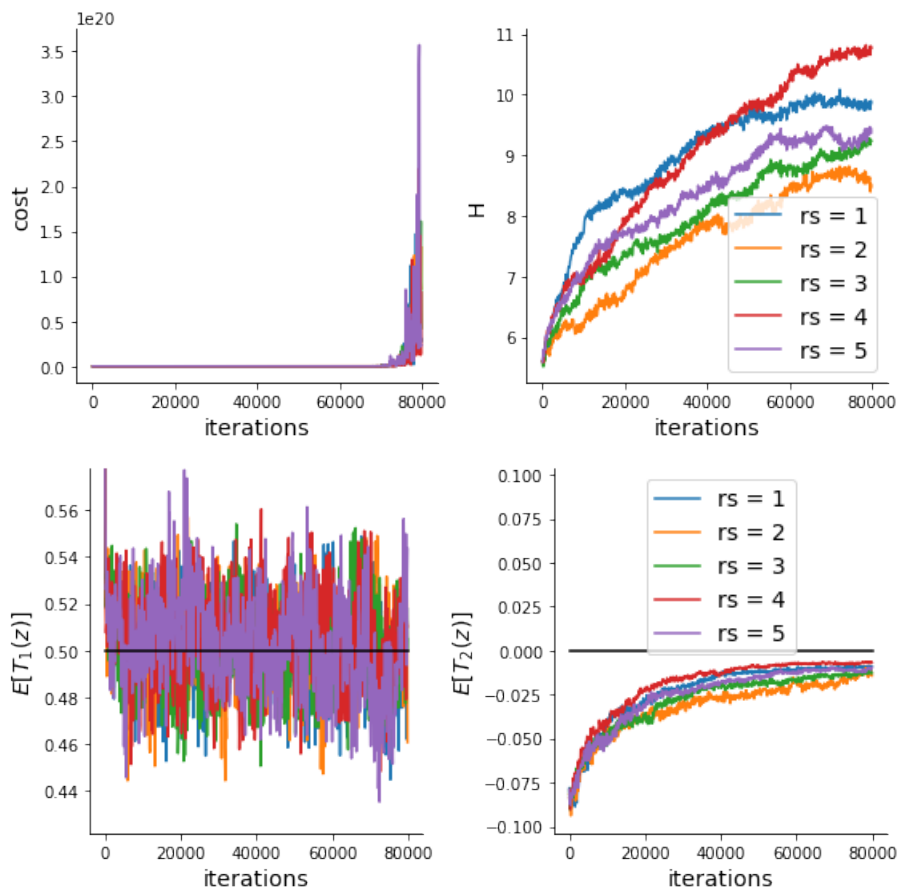 1e20
3.5
3.0
2.5
2.0
1.5
1.0
0.5
0.0
cost
0 20000 40000 60000 80000
iterations
11
10
9
8
7
6
H
rs = 1
rs = 2
rs = 3
rs = 4
rs = 5
0 20000 40000 60000 80000
iterations
0.56
0.54
0.52
0.50
0.48
0.46
0.44
E[T₁(z)]
0 20000 40000 60000 80000
iterations
0.100
0.075
0.050
0.025
0.000
−0.025
−0.050
−0.075
−0.100
E[T₂(z)]
rs = 1
rs = 2
rs = 3
rs = 4
rs = 5
0 20000 40000 60000 80000
iterations